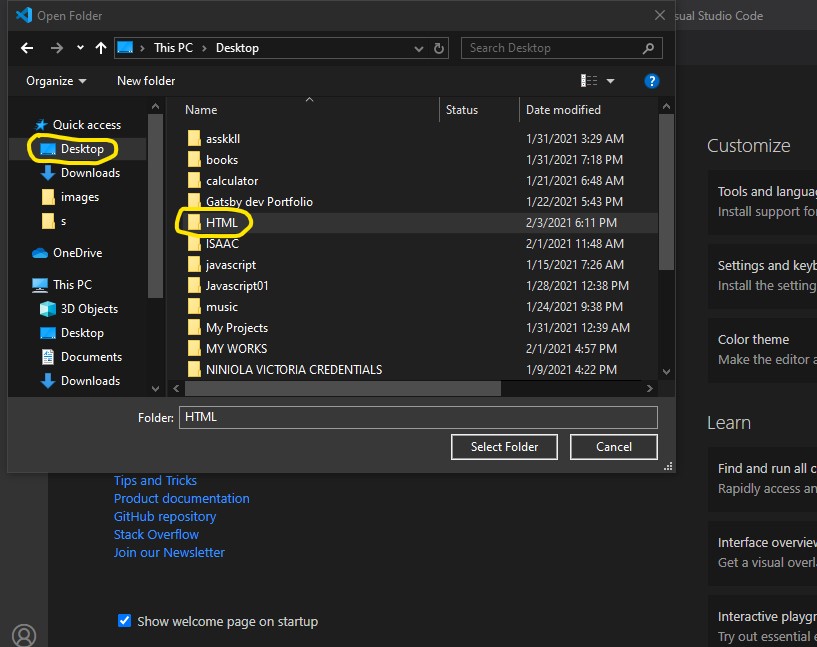 Open Folder
sual Studio Code
This PC > Desktop
Search Desktop
Organize
New folder
?
Name
Status
Date modified
Quick access
Desktop
Downloads
images
s
OneDrive
This PC
3D Objects
Desktop
Documents
Downloads
asskkll 1/31/2021 3:29 AM
books 1/31/2021 7:18 PM
calculator 1/21/2021 6:48 AM
Gatsby dev Portfolio 1/22/2021 5:43 PM
HTML 2/3/2021 6:11 PM
ISAAC 2/1/2021 11:48 AM
javascript 1/15/2021 7:26 AM
Javascript01 1/28/2021 12:38 PM
music 1/24/2021 9:38 PM
My Projects 1/31/2021 12:39 AM
MY WORKS 2/1/2021 4:57 PM
NINIOLA VICTORIA CREDENTIALS 1/9/2021 4:22 PM
Folder: HTML
Select Folder
Cancel
Customize
Tools and langua
Install support fo
Settings and keyb
Install the setting
Color theme
Make the editor a
Learn
Find and run all c
Rapidly access an
Interface overview
Get a visual overl
Interactive playgr
Try out essential e
Tips and Tricks
Product documentation
GitHub repository
Stack Overflow
Join our Newsletter
Show welcome page on startup